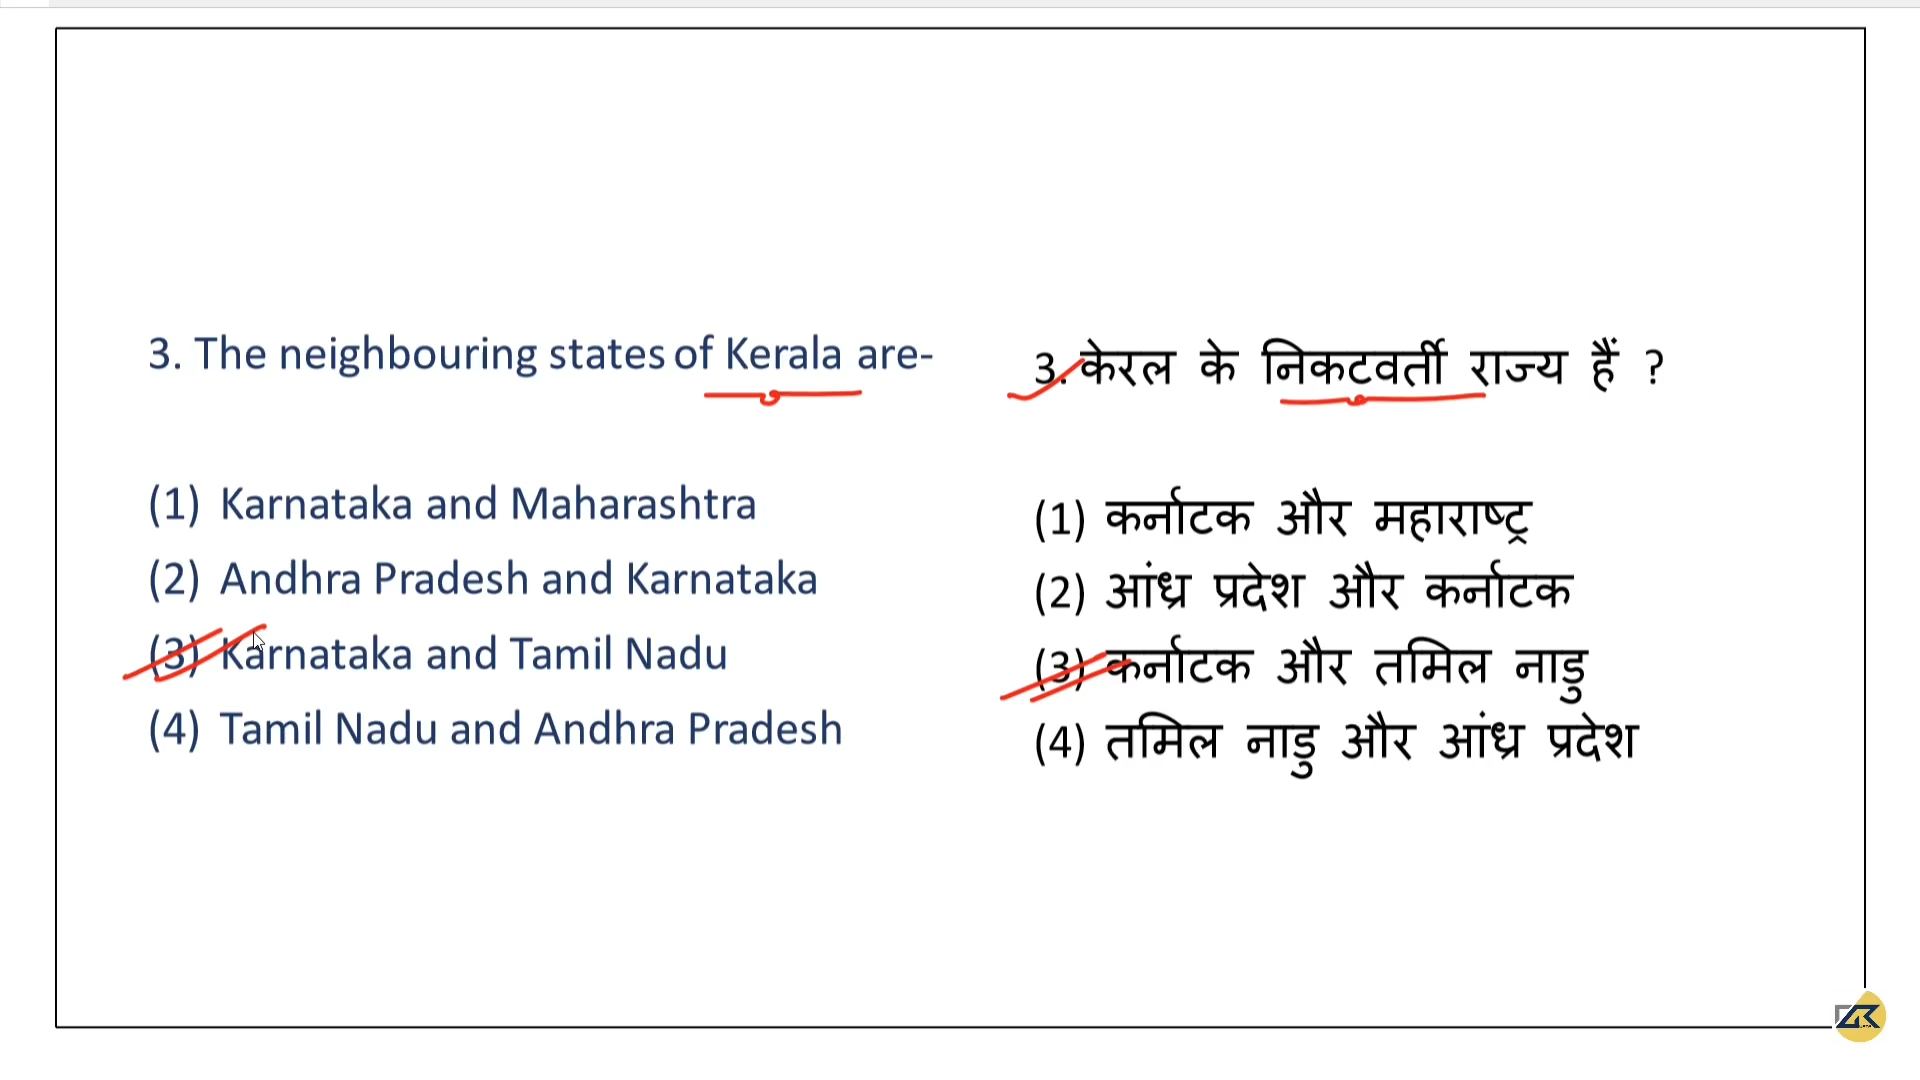 3. The neighbouring states of Kerala are-
(1) Karnataka and Maharashtra
(2) Andhra Pradesh and Karnataka
(3) Karnataka and Tamil Nadu
(4) Tamil Nadu and Andhra Pradesh
3. केरल के निकटवर्ती राज्य हैं ?
(1) कर्नाटक और महाराष्ट्र
(2) आंध्र प्रदेश और कर्नाटक
(3) कर्नाटक और तमिल नाडु
(4) तमिल नाडु और आंध्र प्रदेश